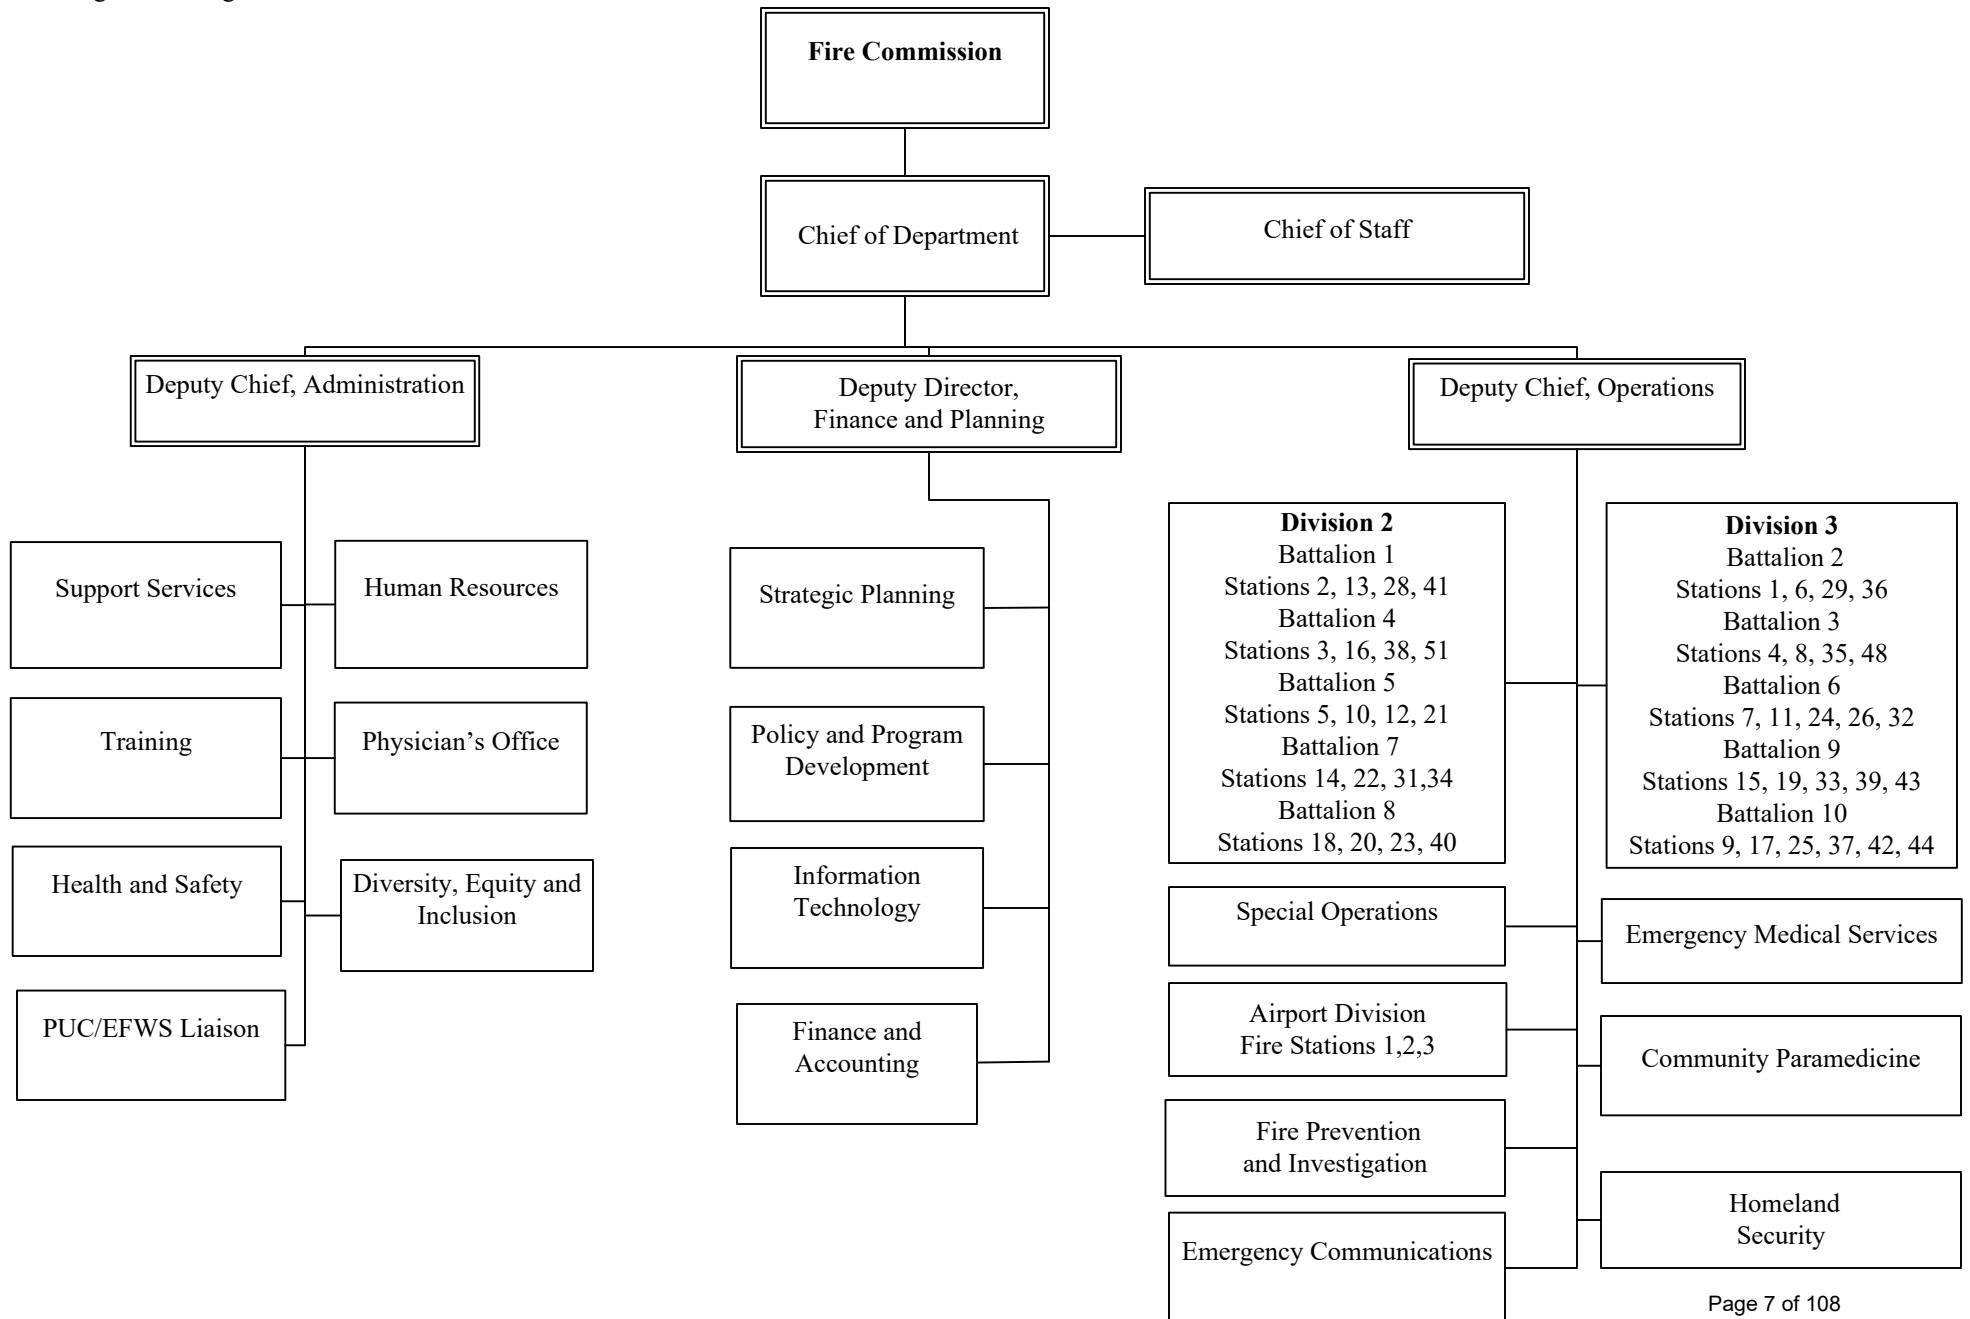 Fire Commission
Chief of Department
Chief of Staff
Deputy Chief, Administration
Deputy Director,
Finance and Planning
Deputy Chief, Operations
Support Services
Human Resources
Training
Physician’s Office
Health and Safety
Diversity, Equity and
Inclusion
PUC/EFWS Liaison
Strategic Planning
Policy and Program
Development
Information
Technology
Finance and
Accounting
Division 2
Battalion 1
Stations 2, 13, 28, 41
Battalion 4
Stations 3, 16, 38, 51
Battalion 5
Stations 5, 10, 12, 21
Battalion 7
Stations 14, 22, 31,34
Battalion 8
Stations 18, 20, 23, 40
Division 3
Battalion 2
Stations 1, 6, 29, 36
Battalion 3
Stations 4, 8, 35, 48
Battalion 6
Stations 7, 11, 24, 26, 32
Battalion 9
Stations 15, 19, 33, 39, 43
Battalion 10
Stations 9, 17, 25, 37, 42, 44
Special Operations
Emergency Medical Services
Airport Division
Fire Stations 1,2,3
Community Paramedicine
Fire Prevention
and Investigation
Homeland
Security
Emergency Communications
Page 7 of 108